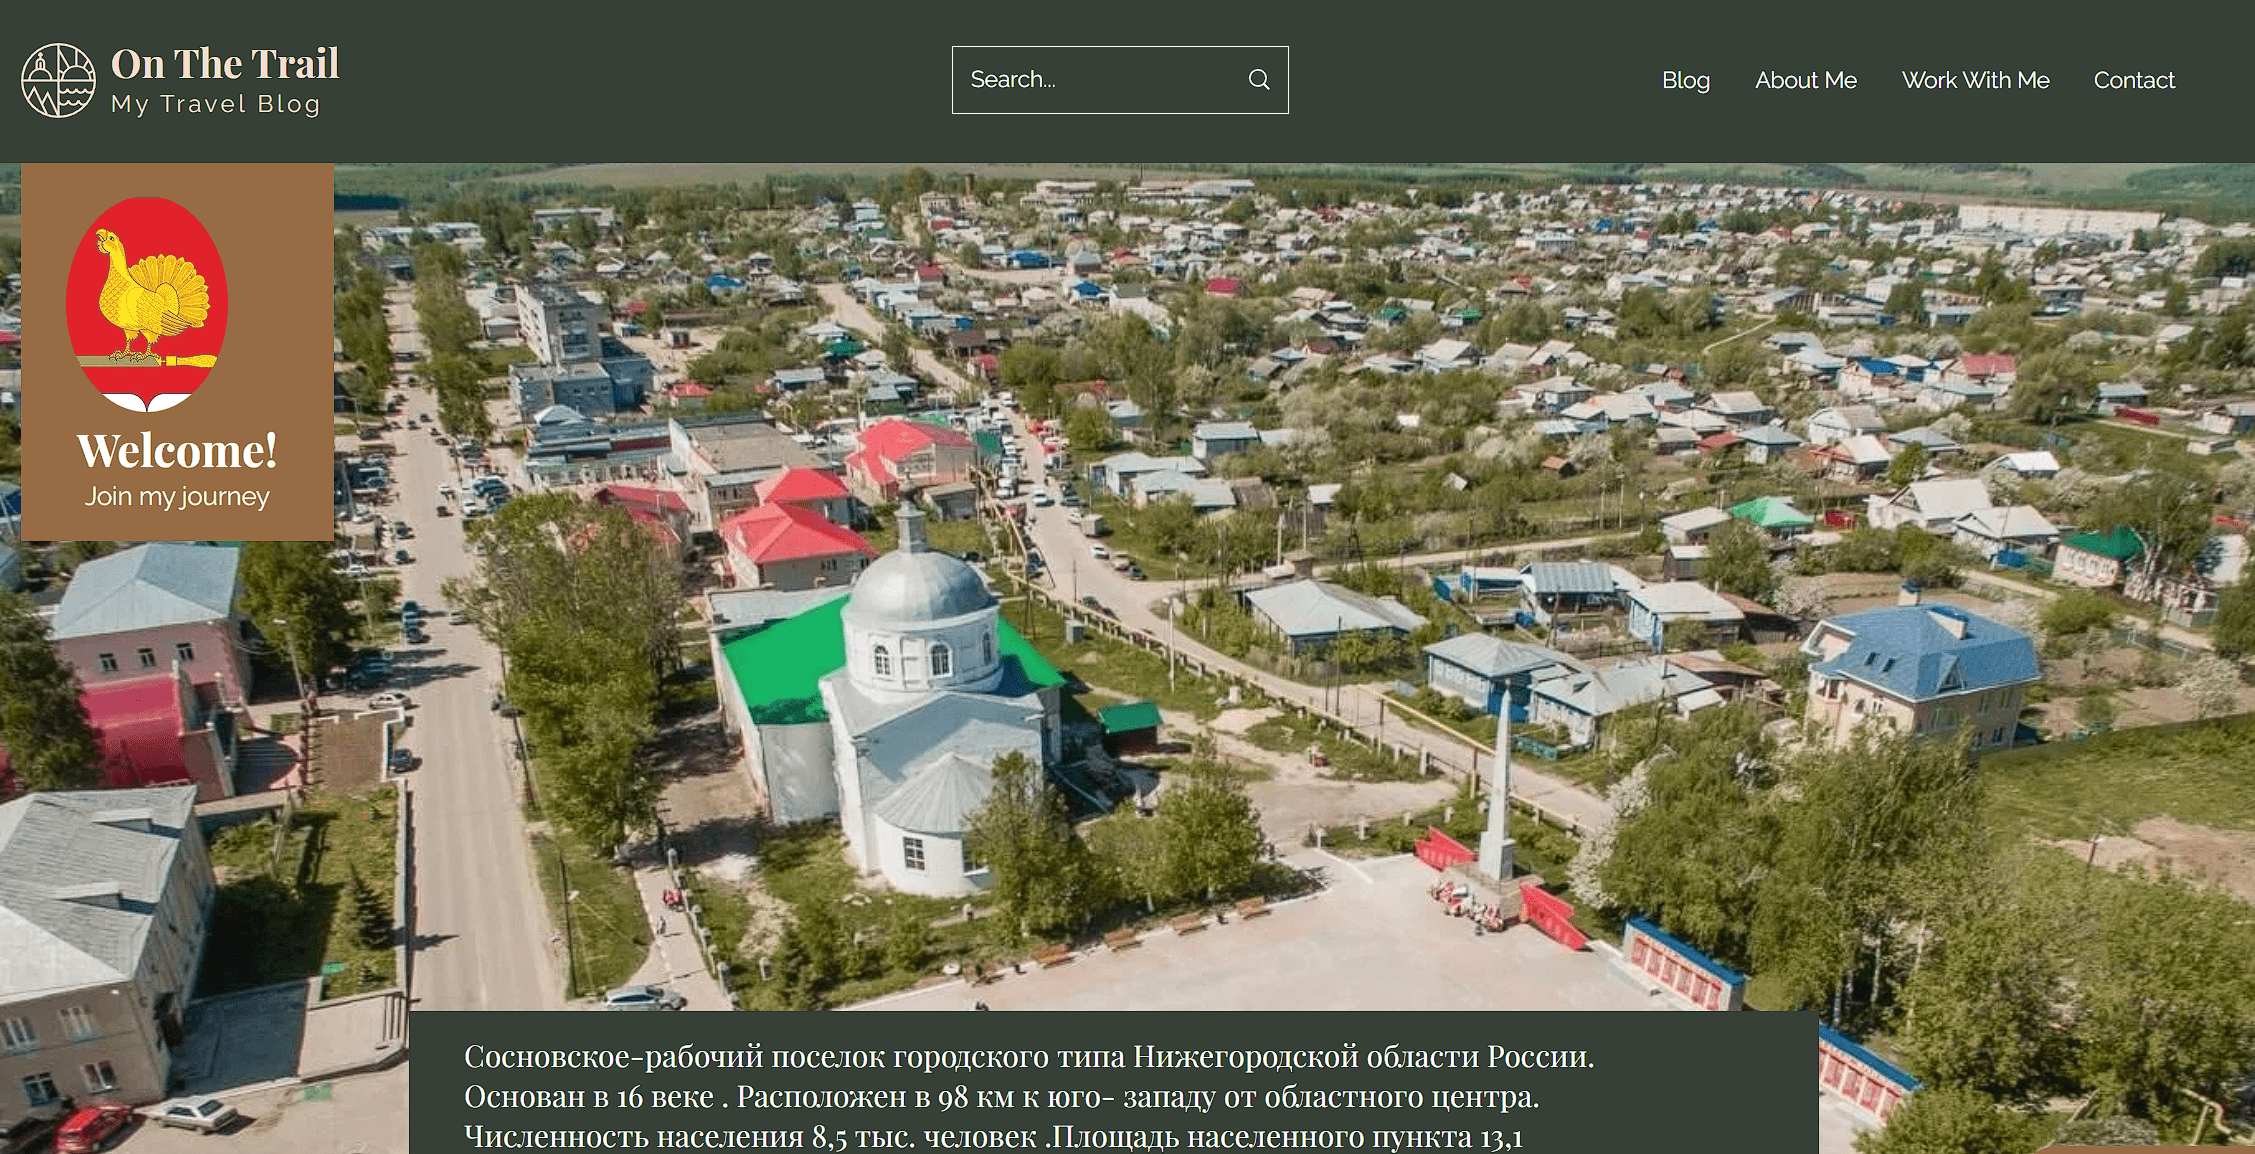 On The Trail
My Travel Blog
Search...
Blog
About Me
Work With Me
Contact
Welcome!
Join my journey
Сосновское-рабочий поселок городского типа Нижегородской области России.
Основан в 16 веке . Расположен в 98 км к юго- западу от областного центра.
Численность населения 8,5 тыс. человек .Площадь населенного пункта 13,1